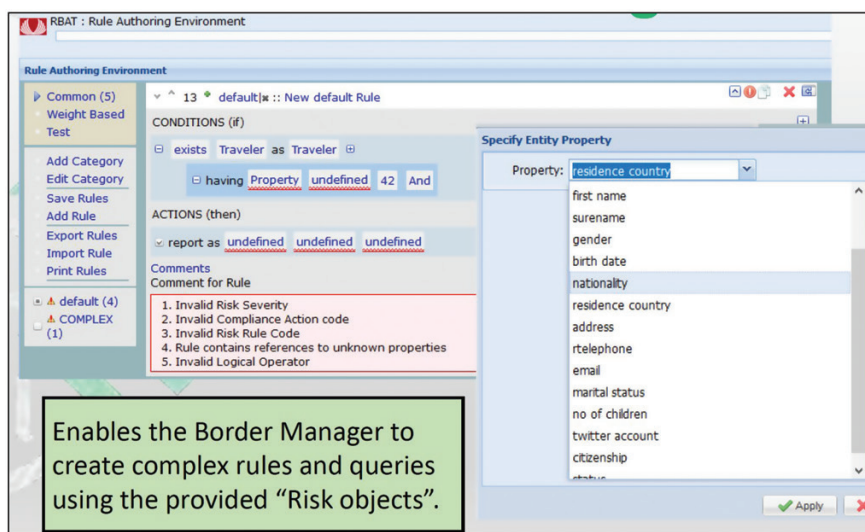 RBAT : Rule Authoring Environment
Rule Authoring Environment
Common (5)
Weight Based
Test
Add Category
Edit Category
Save Rules
Add Rule
Export Rules
Import Rule
Print Rules
default (4)
COMPLEX
(1)
13 default| :: New default Rule
CONDITIONS (if)
exists Traveler as Traveler
having Property undefined 42 And
ACTIONS (then)
report as undefined undefined undefined
Comments
Comment for Rule
1. Invalid Risk Severity
2. Invalid Compliance Action code
3. Invalid Risk Rule Code
4. Rule contains references to unknown properties
5. Invalid Logical Operator
Specify Entity Property
Property: residence country
first name
surename
gender
birth date
nationality
residence country
address
rtelephone
email
marital status
no of children
twitter account
citizenship
status
Apply
Enables the Border Manager to
create complex rules and queries
using the provided “Risk objects”.